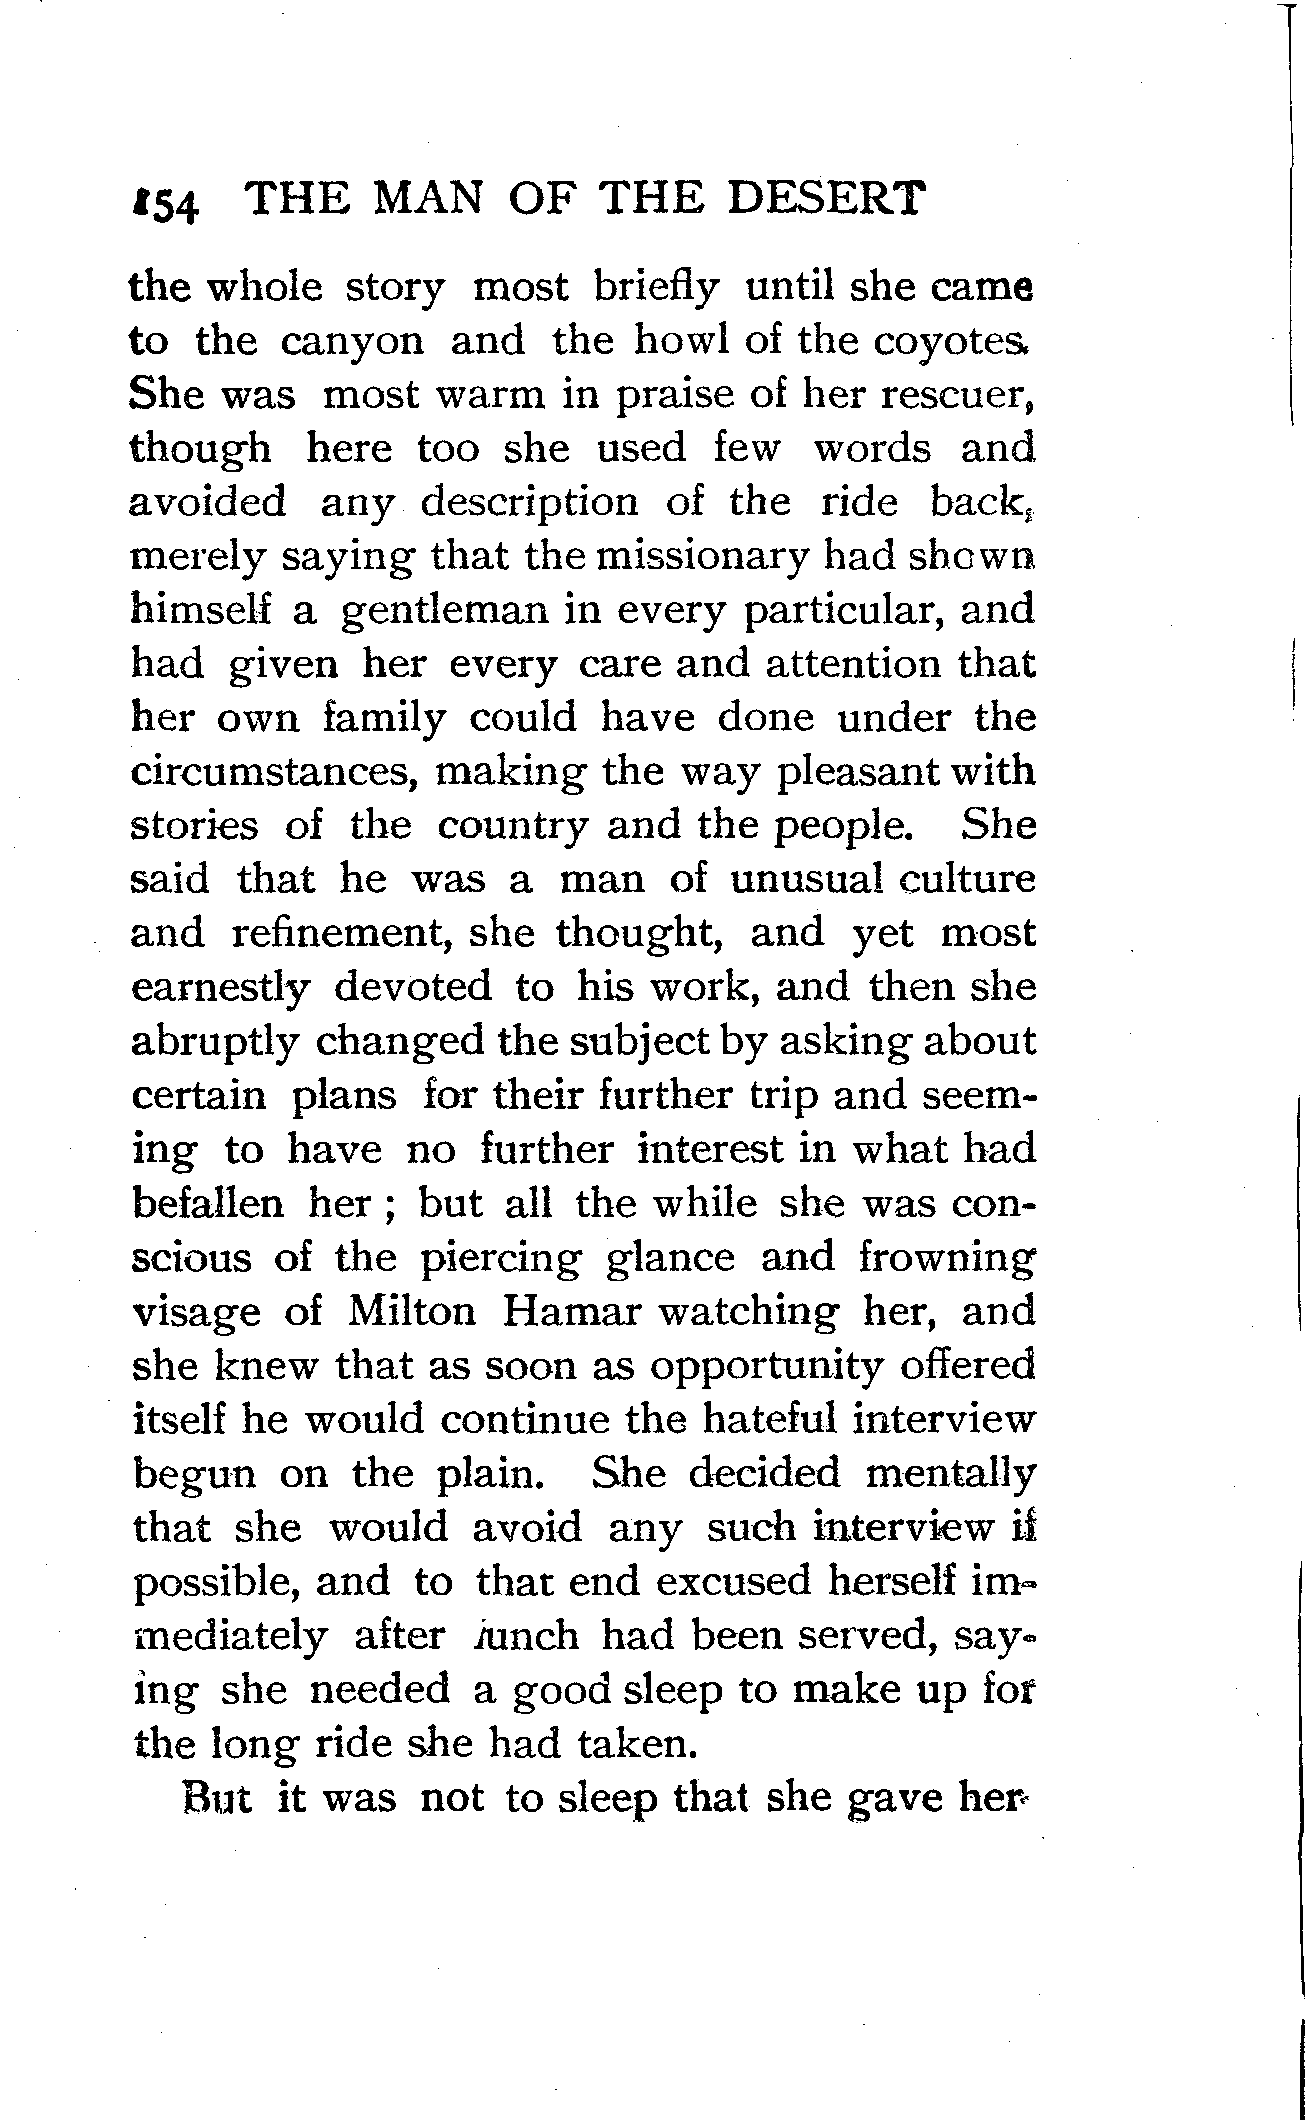 154 THE MAN OF THE DESERT
the whole story most briefly until she came
to the canyon and the howl of the coyotes.
She was most warm in praise of her rescuer,
though here too she used few words and
avoided any description of the ride back,
merely saying that the missionary had shown
himself a gentleman in every particular, and
had given her every care and attention that
her own family could have done under the
circumstances, making the way pleasant with
stories of the country and the people. She
said that he was a man of unusual culture
and refinement, she thought, and yet most
earnestly devoted to his work, and then she
abruptly changed the subject by asking about
certain plans for their further trip and seem-
ing to have no further interest in what had
befallen her ; but all the while she was con-
scious of the piercing glance and frowning
visage of Milton Hamar watching her, and
she knew that as soon as opportunity offered
itself he would continue the hateful interview
begun on the plain. She decided mentally
that she would avoid any such interview if
possible, and to that end excused herself im-
mediately after lunch had been served, say-
ing she needed a good sleep to make up for
the long ride she had taken.
But it was not to sleep that she gave her-